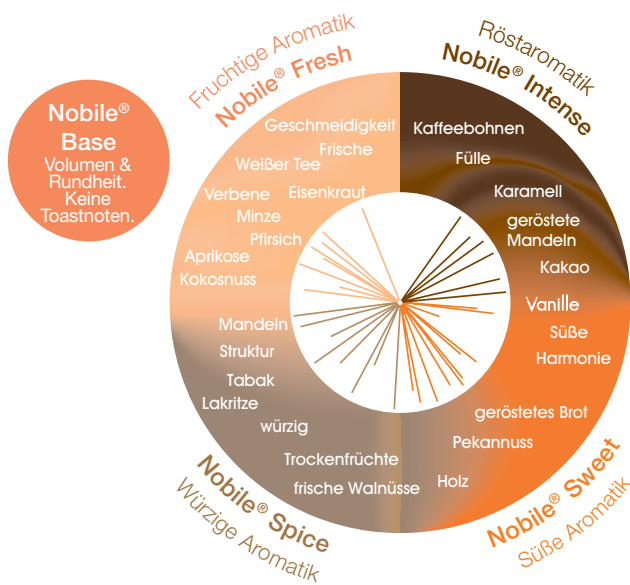 Fruchtige Aromatik
Nobile® Fresh
Röstaromatik
Nobile® Intense
Nobile®
Base
Volumen &
Rundheit.
Keine
Toastnoten.
Geschmeidigkeit
Frische
Weißer Tee
Verbene
Eisenkraut
Minze
Pfirsich
Aprikose
Kokosnuss
Kaffeebohnen
Fülle
Karamell
geröstete
Mandeln
Kakao
Vanille
Süße
Harmonie
geröstetes Brot
Pekannuss
Holz
Mandeln
Struktur
Tabak
Lakritze
würzig
Trockenfrüchte
frische Walnüsse
Nobile® Spice
Würzige Aromatik
Nobile® Sweet
Süße Aromatik